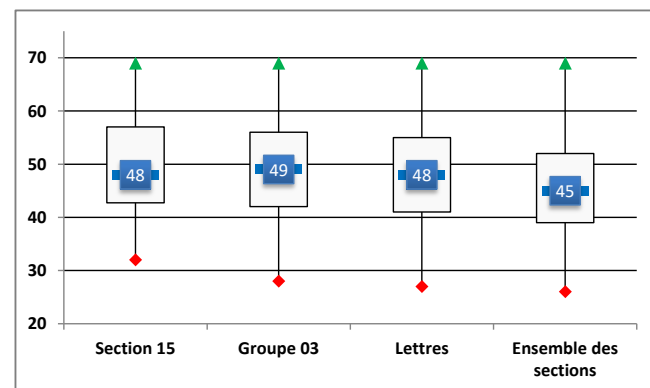 70
60
50
40
30
20
48
49
48
45
Section 15
Groupe 03
Lettres
Ensemble des
sections